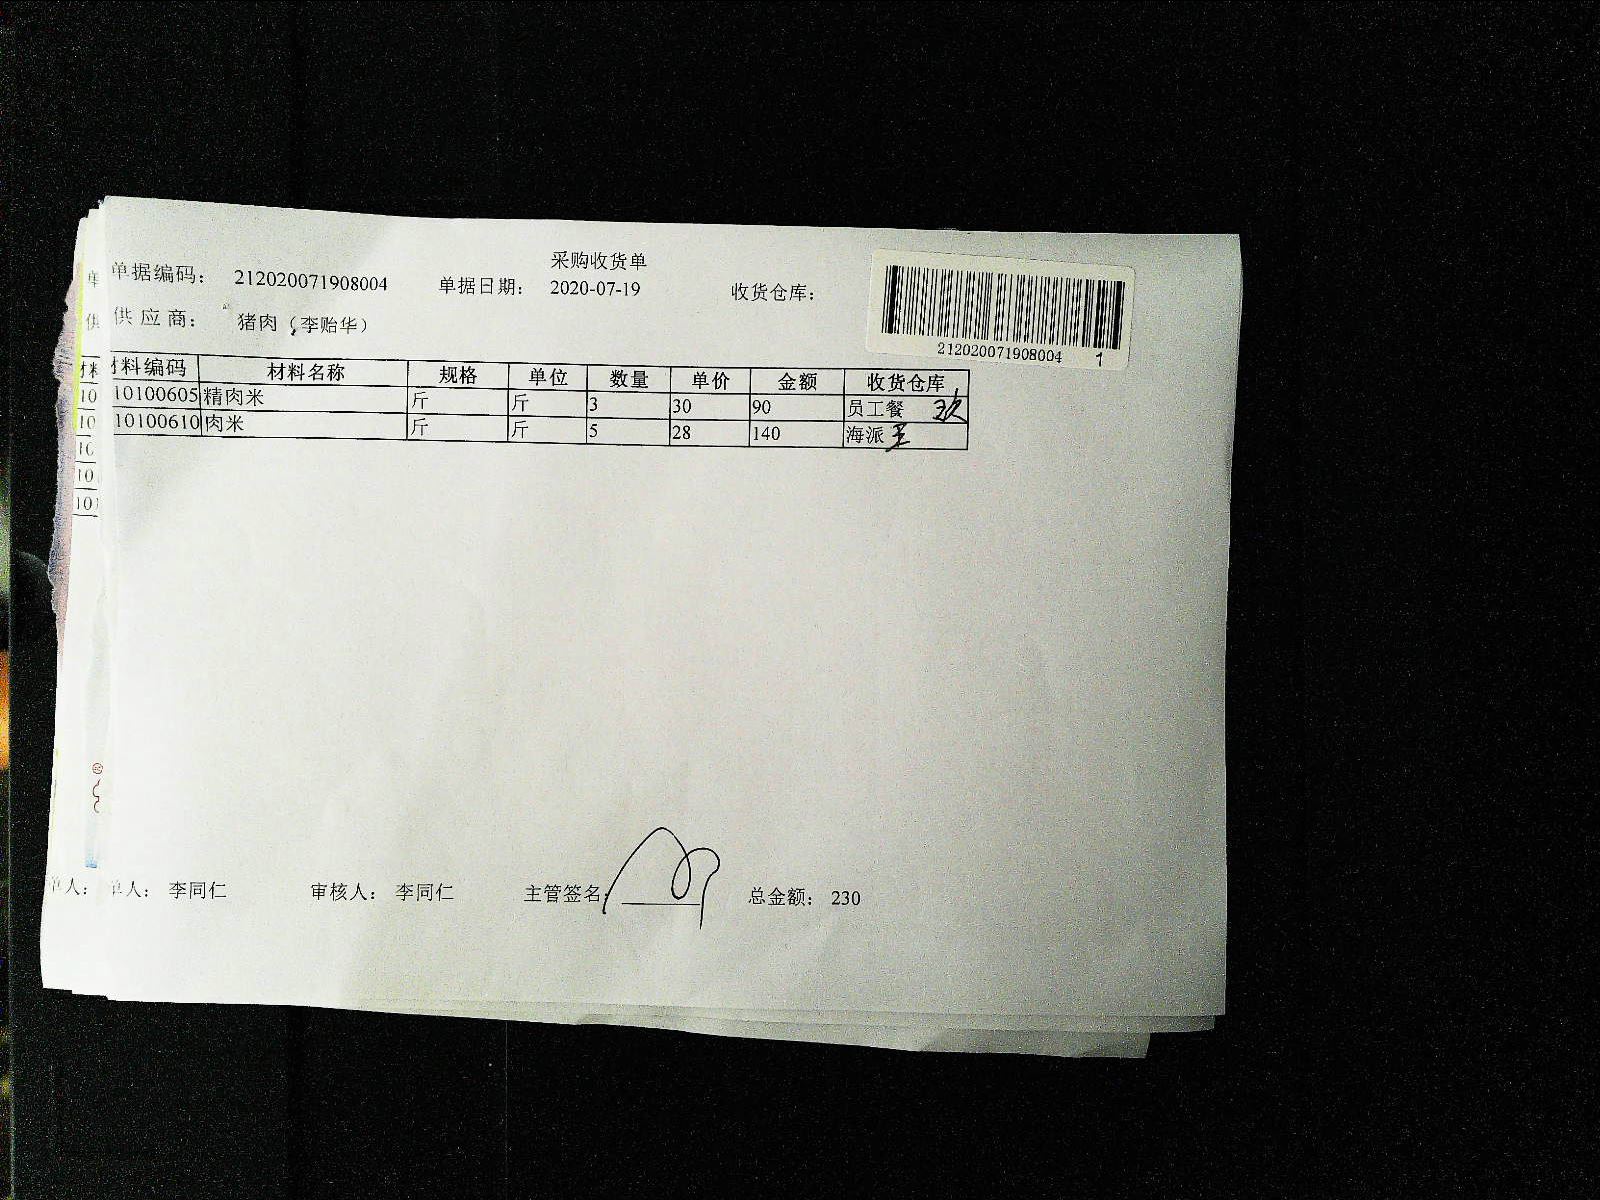 采购收货单
单据编码： 212020071908004 单据日期： 2020-07-19 收货仓库：
212020071908004 1
供应商： 猪肉（李贻华）
材料编码 材料名称 规格 单位 数量 单价 金额 收货仓库
10100605 精肉米 斤 斤 3 30 90 员工餐
10100610 肉米 斤 斤 5 28 140 海派
单人： 李同仁 审核人： 李同仁 主管签名： 总金额： 230